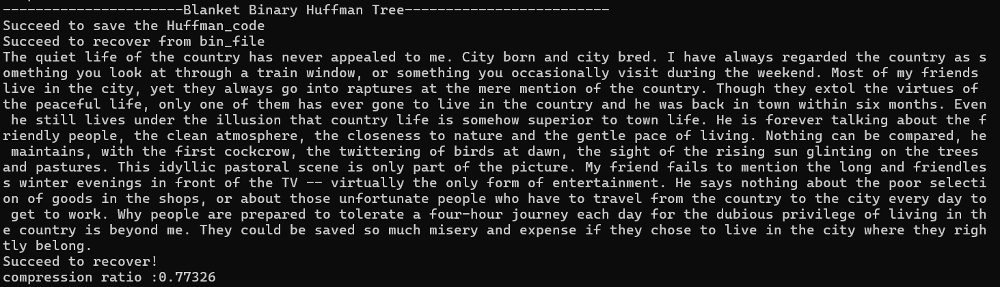 ----------------------Blanket Binary Huffman Tree-------------------------
Succeed to save the Huffman_code
Succeed to recover from bin_file
The quiet life of the country has never appealed to me. City born and city bred. I have always regarded the country as s
omething you look at through a train window, or something you occasionally visit during the weekend. Most of my friends
live in the city, yet they always go into raptures at the mere mention of the country. Though they extol the virtues of
the peaceful life, only one of them has ever gone to live in the country and he was back in town within six months. Even
 he still lives under the illusion that country life is somehow superior to town life. He is forever talking about the f
riendly people, the clean atmosphere, the closeness to nature and the gentle pace of living. Nothing can be compared, he
 maintains, with the first cockcrow, the twittering of birds at dawn, the sight of the rising sun glinting on the trees
and pastures. This idyllic pastoral scene is only part of the picture. My friend fails to mention the long and friendles
s winter evenings in front of the TV -- virtually the only form of entertainment. He says nothing about the poor selecti
on of goods in the shops, or about those unfortunate people who have to travel from the country to the city every day to
 get to work. Why people are prepared to tolerate a four-hour journey each day for the dubious privilege of living in th
e country is beyond me. They could be saved so much misery and expense if they chose to live in the city where they righ
tly belong.
Succeed to recover!
compression ratio :0.77326